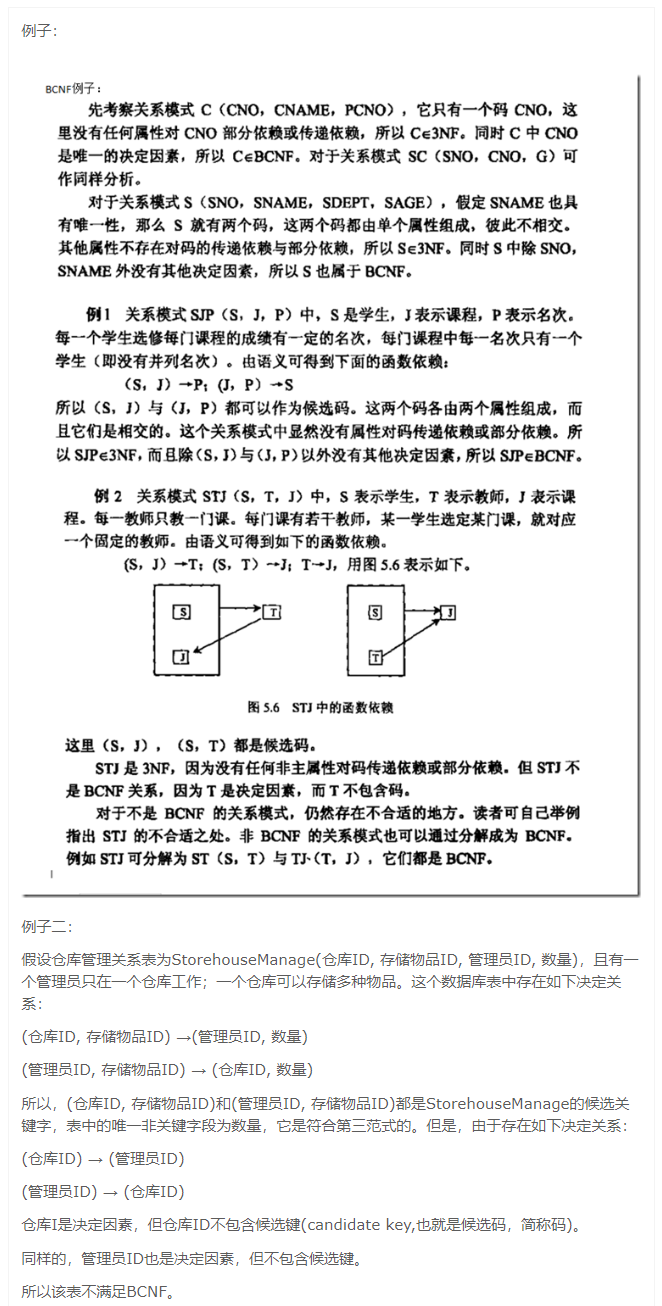 例子:
BCNF例子:
先考察关系模式 C（CNO，CNAME，PCNO），它只有一个码 CNO，这
里没有任何属性对 CNO 部分依赖或传递依赖，所以 C∈3NF。同时 C 中 CNO
是唯一的决定因素，所以 C∈BCNF。对于关系模式 SC（SNO，CNO，G）可
作同样分析。
对于关系模式 S（SNO，SNAME，SDEPT，SAGE），假定 SNAME 也具
有唯一性，那么 S 就有两个码，这两个码都由单个属性组成，彼此不相交。
其他属性不存在对码的传递依赖与部分依赖，所以 S∈3NF。同时 S 中除 SNO，
SNAME 外没有其他决定因素，所以 S 也属于 BCNF。
例1 关系模式 SJP（S，J，P）中，S 是学生，J 表示课程，P 表示名次。
每一个学生选修每门课程的成绩有一定的名次，每门课程中每一名次只有一个
学生（即没有并列名次）。由语义可得到下面的函数依赖:
（S，J）→P；(J，P）→S
所以（S，J）与（J，P）都可以作为候选码。这两个码各由两个属性组成，而
且它们是相交的。这个关系模式中显然没有属性对码传递依赖或部分依赖。所
以 SJP∈3NF，而且除(S，J)与(J，P)以外没有其他决定因素，所以 SJP∈BCNF。
例 2 关系模式 STJ（S，T，J）中，S 表示学生，T 表示教师，J 表示课
程。每一教师只教一门课。每门课有若干教师，某一学生选定某门课，就对应
一个固定的教师。由语义可得到如下的函数依赖。
(S，J）→T；(S，T）→J；T→J，用图 5.6 表示如下。
S T S J
J T
图 5.6 STJ 中的函数依赖
这里（S，J），（S，T）都是候选码。
STJ 是 3NF，因为没有任何非主属性对码传递依赖或部分依赖。但 STJ 不
是 BCNF 关系，因为 T 是决定因素，而 T 不包含码。
对于不是 BCNF 的关系模式，仍然存在不合适的地方。读者可自己举例
指出 STJ 的不合适之处。非 BCNF 的关系模式也可以通过分解成为 BCNF。
例如 STJ 可分解为 ST（S，T）与 TJ（T，J），它们都是 BCNF。
例子二:
假设仓库管理关系表为StorehouseManage(仓库ID, 存储物品ID, 管理员ID, 数量)，且有一
个管理员只在一个仓库工作；一个仓库可以存储多种物品。这个数据库表中存在如下决定关
系:
(仓库ID, 存储物品ID) →(管理员ID, 数量)
(管理员ID, 存储物品ID) → (仓库ID, 数量)
所以，(仓库ID, 存储物品ID)和(管理员ID, 存储物品ID)都是StorehouseManage的候选关
键字，表中的唯一非关键字段为数量，它是符合第三范式的。但是，由于存在如下决定关系:
(仓库ID) → (管理员ID)
(管理员ID) → (仓库ID)
仓库I是决定因素，但仓库ID不包含候选键(candidate key,也就是候选码，简称码)。
同样的，管理员ID也是决定因素，但不包含候选键。
所以该表不满足BCNF。